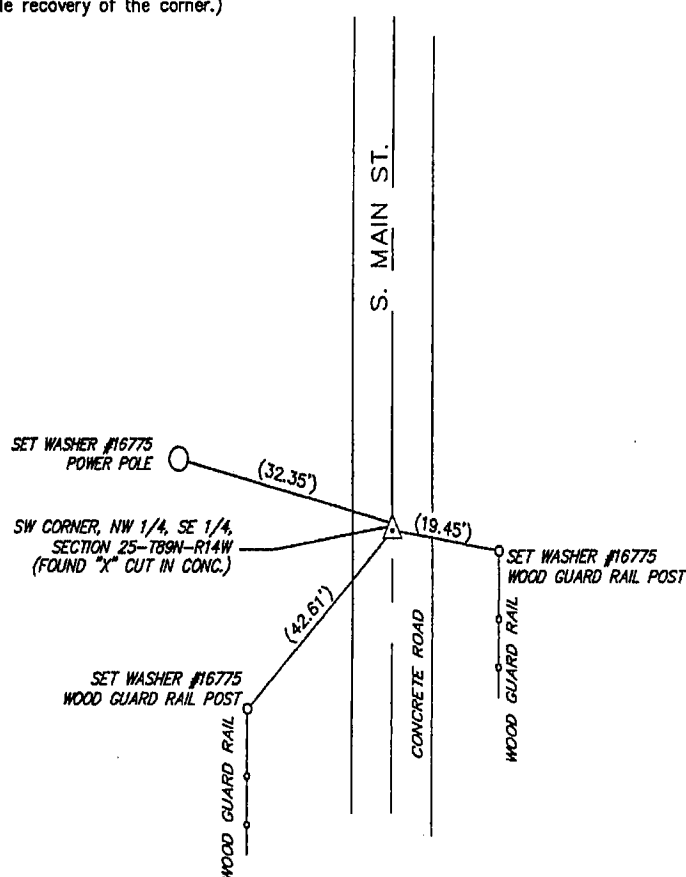 le recovery of the corner.)
S. MAIN ST.
SET WASHER #16775
POWER POLE
(32.35')
SW CORNER, NW 1/4, SE 1/4,
SECTION 25-T89N-R14W
(FOUND "X" CUT IN CONC.)
(19.45')
SET WASHER #16775
WOOD GUARD RAIL POST
(42.61')
SET WASHER #16775
WOOD GUARD RAIL POST
CONCRETE ROAD
WOOD GUARD RAIL
WOOD GUARD RAIL